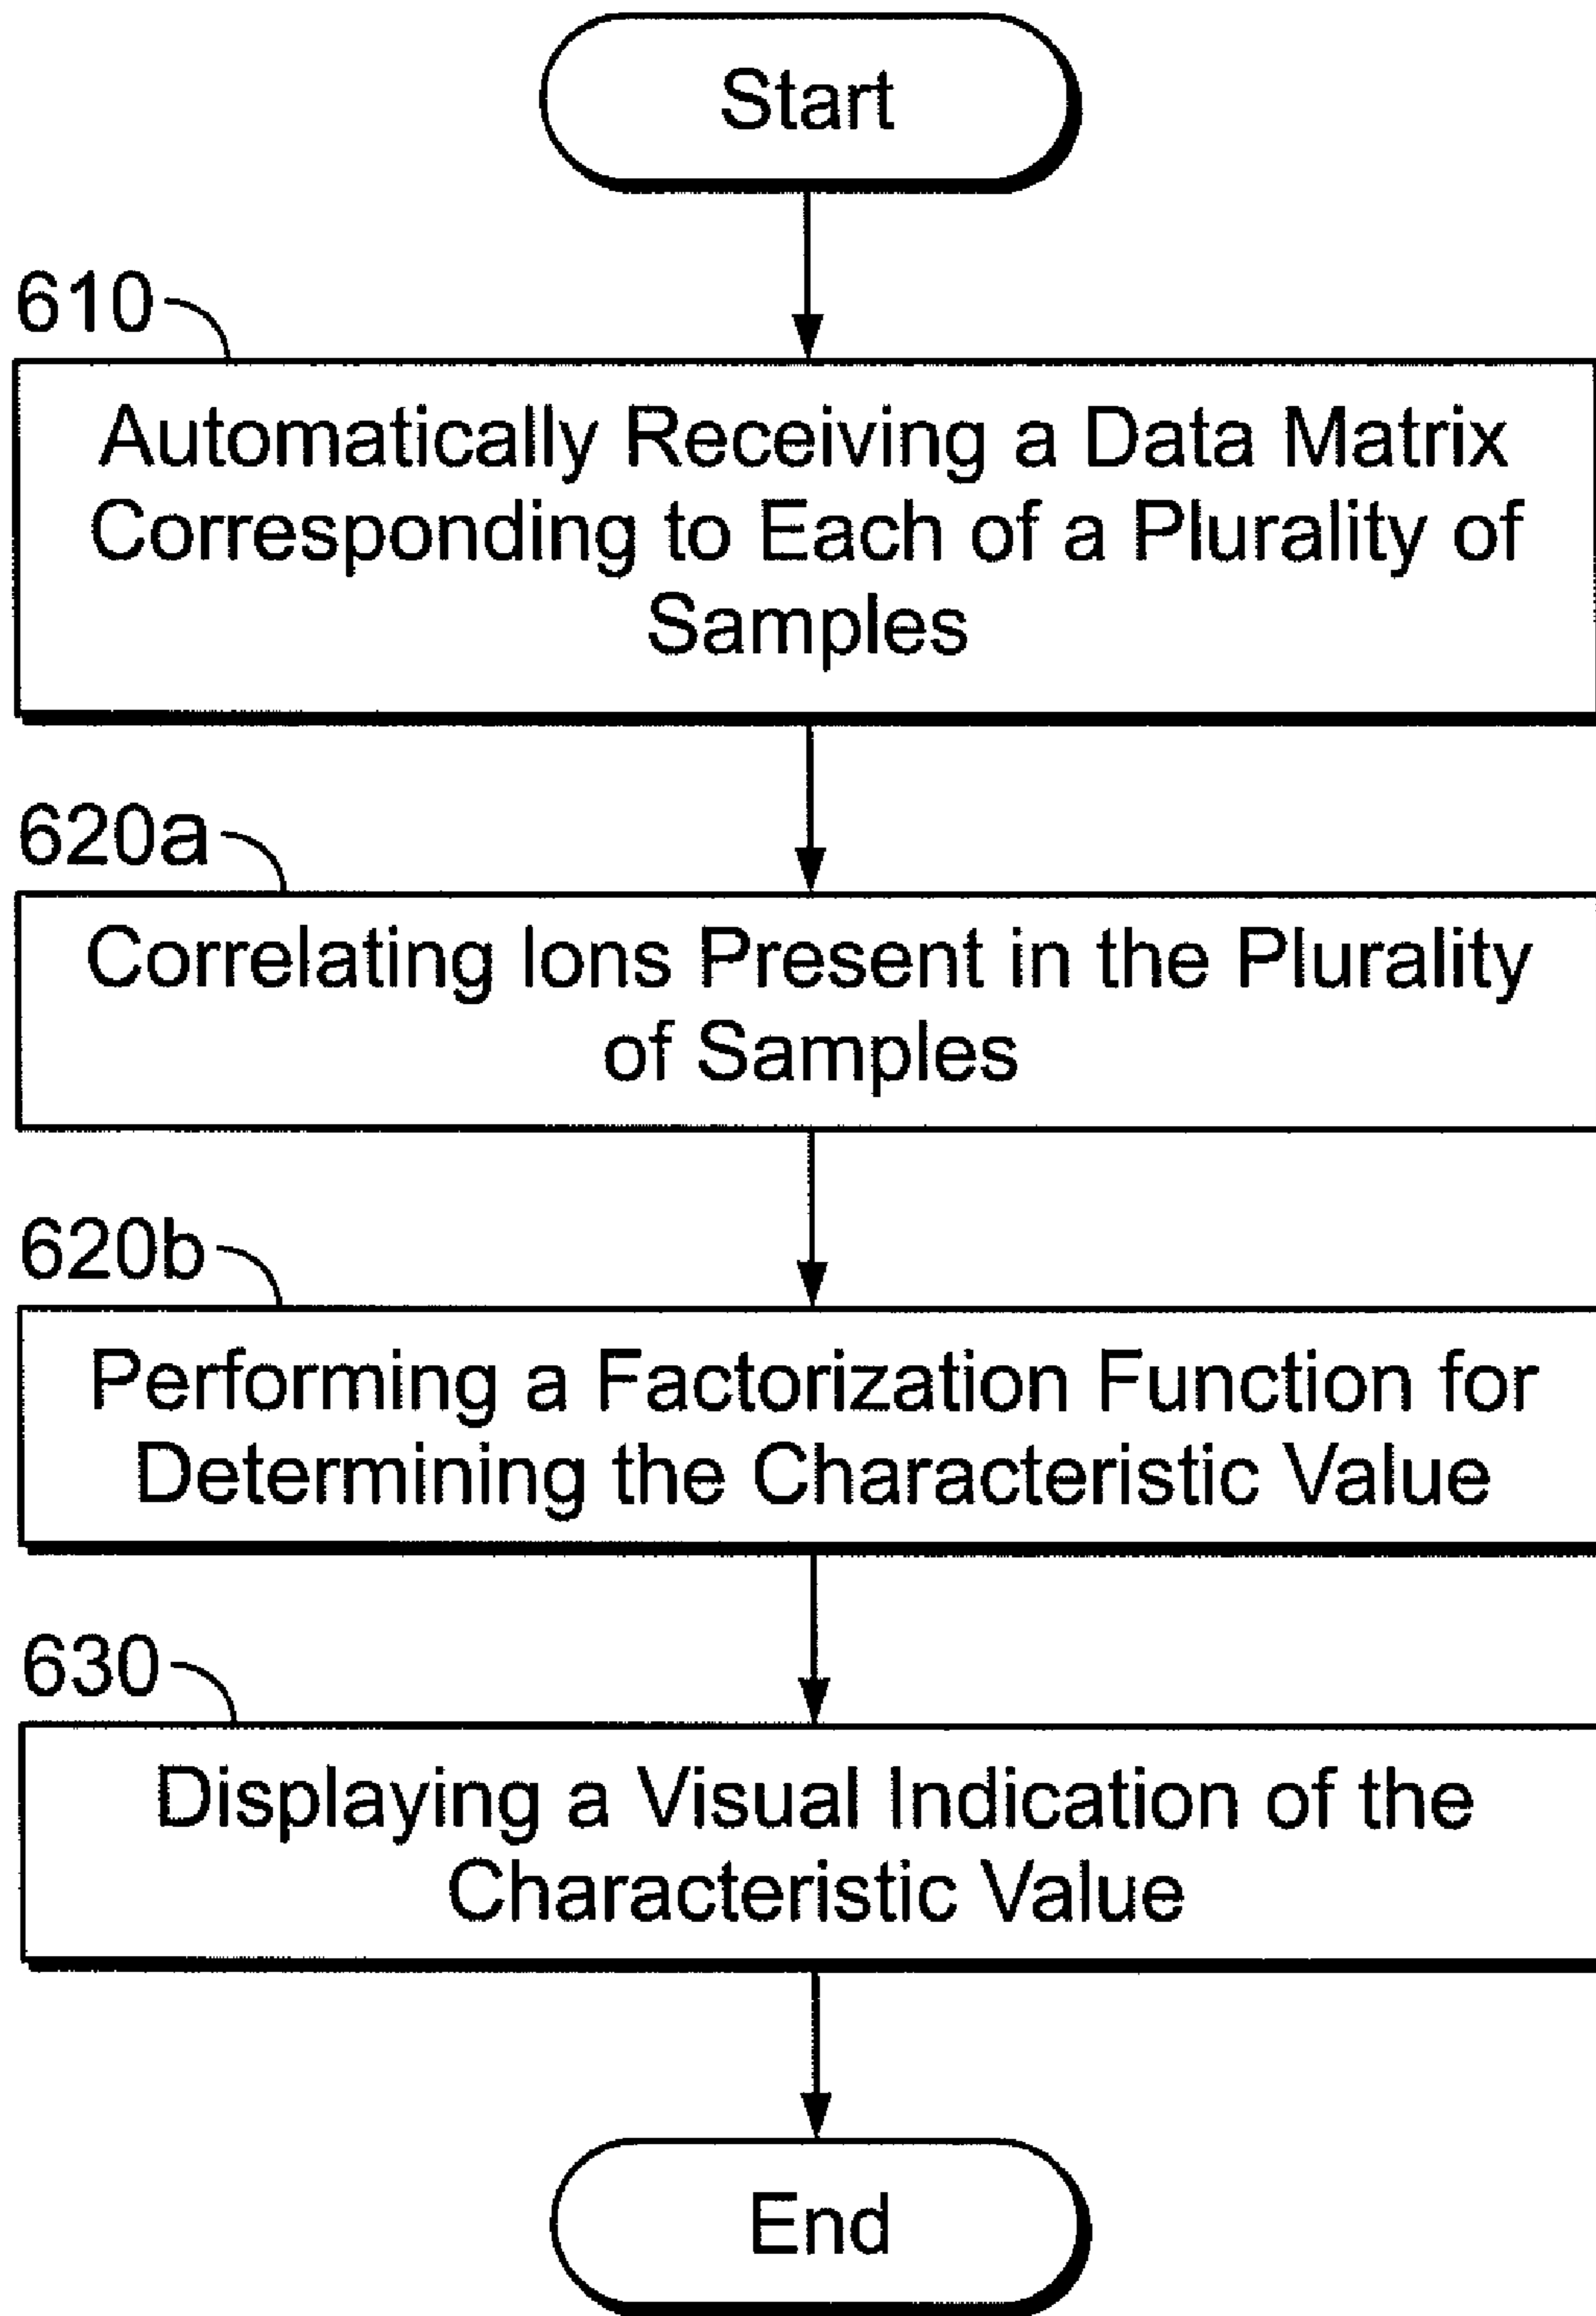 Start
610
Automatically Receiving a Data Matrix
Corresponding to Each of a Plurality of
Samples
620a
Correlating Ions Present in the Plurality
of Samples
620b
Performing a Factorization Function for
Determining the Characteristic Value
630
Displaying a Visual Indication of the
Characteristic Value
End